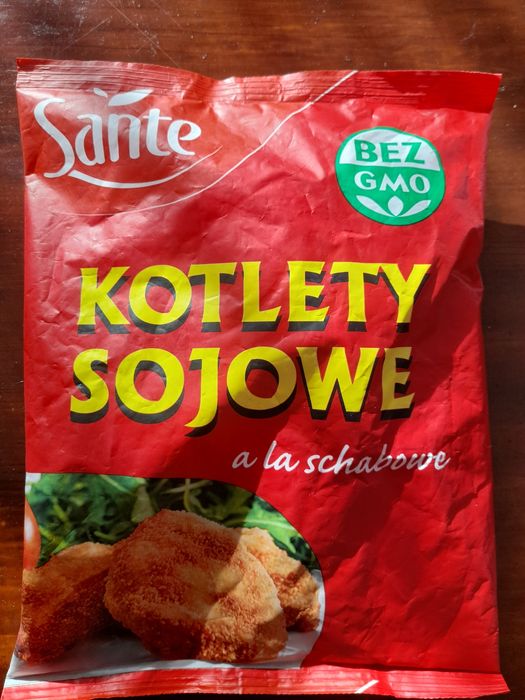 Sante
BEZ
GMO
KOTLETY
SOJOWE
a la schabowe